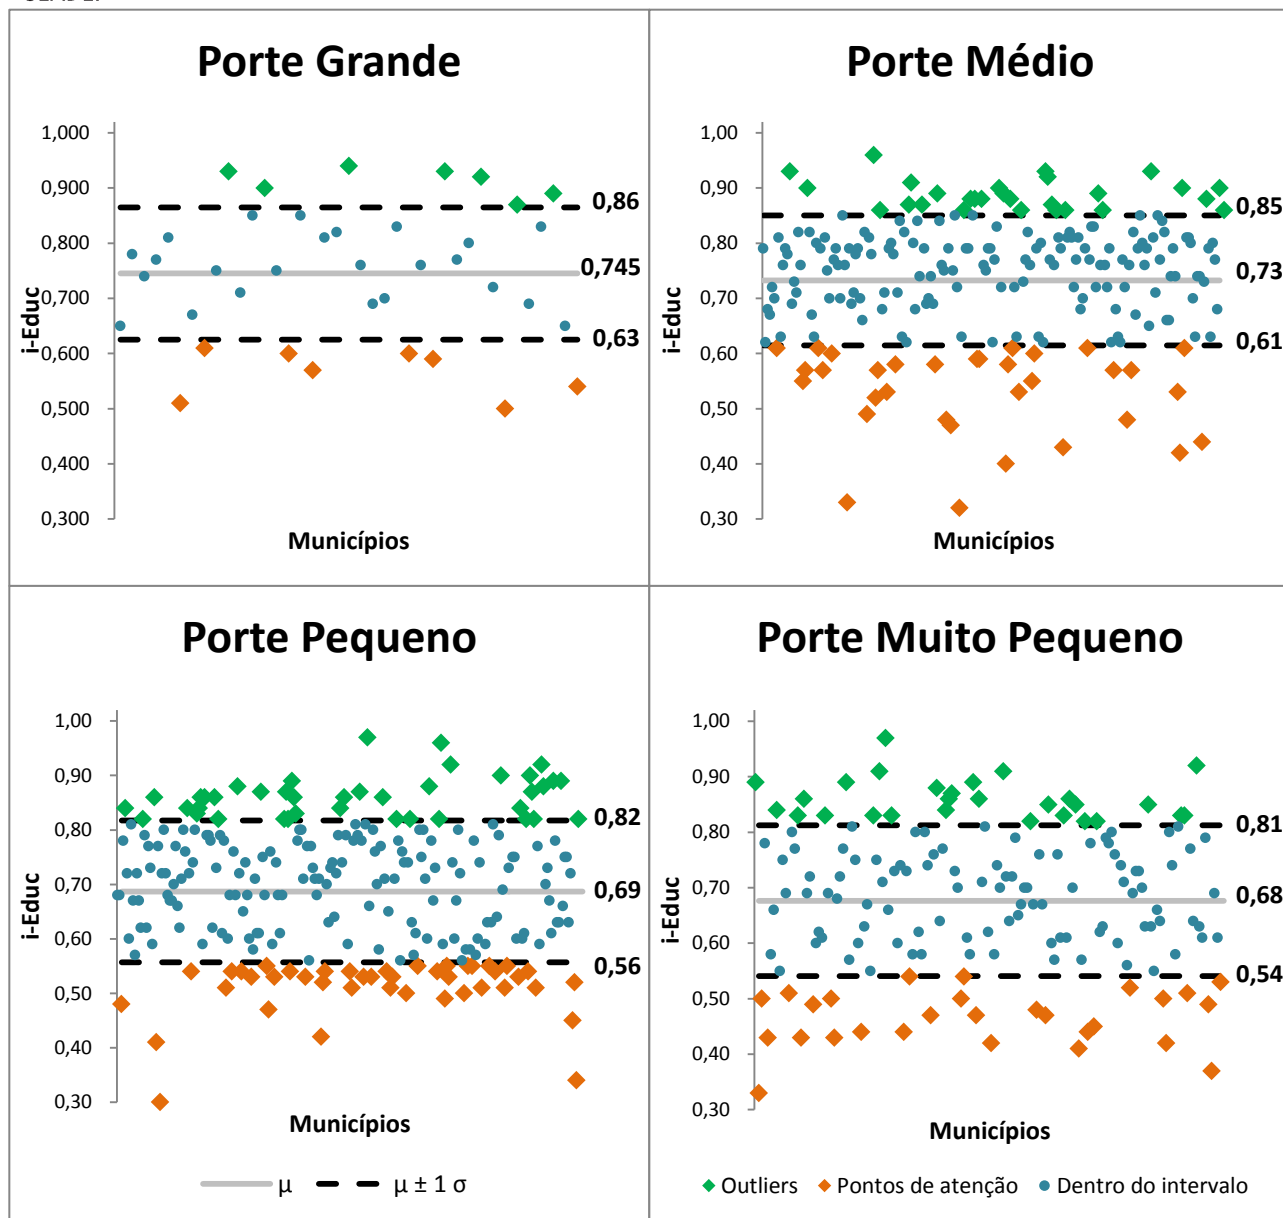 Porte Grande
1,000
0,900
0,800
0,700
0,600
0,500
0,400
0,300
i-Educ
0,86
0,745
0,63
Municípios
Porte Médio
1,00
0,90
0,80
0,70
0,60
0,50
0,40
0,30
i-Educ
0,85
0,73
0,61
Municípios
Porte Pequeno
1,00
0,90
0,80
0,70
0,60
0,50
0,40
0,30
i-Educ
0,82
0,69
0,56
Municípios
μ
μ ± 1 σ
Porte Muito Pequeno
1,00
0,90
0,80
0,70
0,60
0,50
0,40
0,30
i-Educ
0,81
0,68
0,54
Municípios
Outliers
Pontos de atenção
Dentro do intervalo